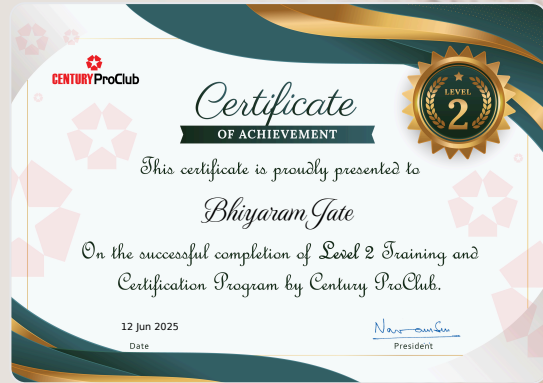 CENTURY ProClub
Certificate
OF ACHIEVEMENT
LEVEL
2
This certificate is proudly presented to
Bhiyaram Jate
On the successful completion of Level 2 Training and
Certification Program by Century ProClub.
12 Jun 2025
Date
President